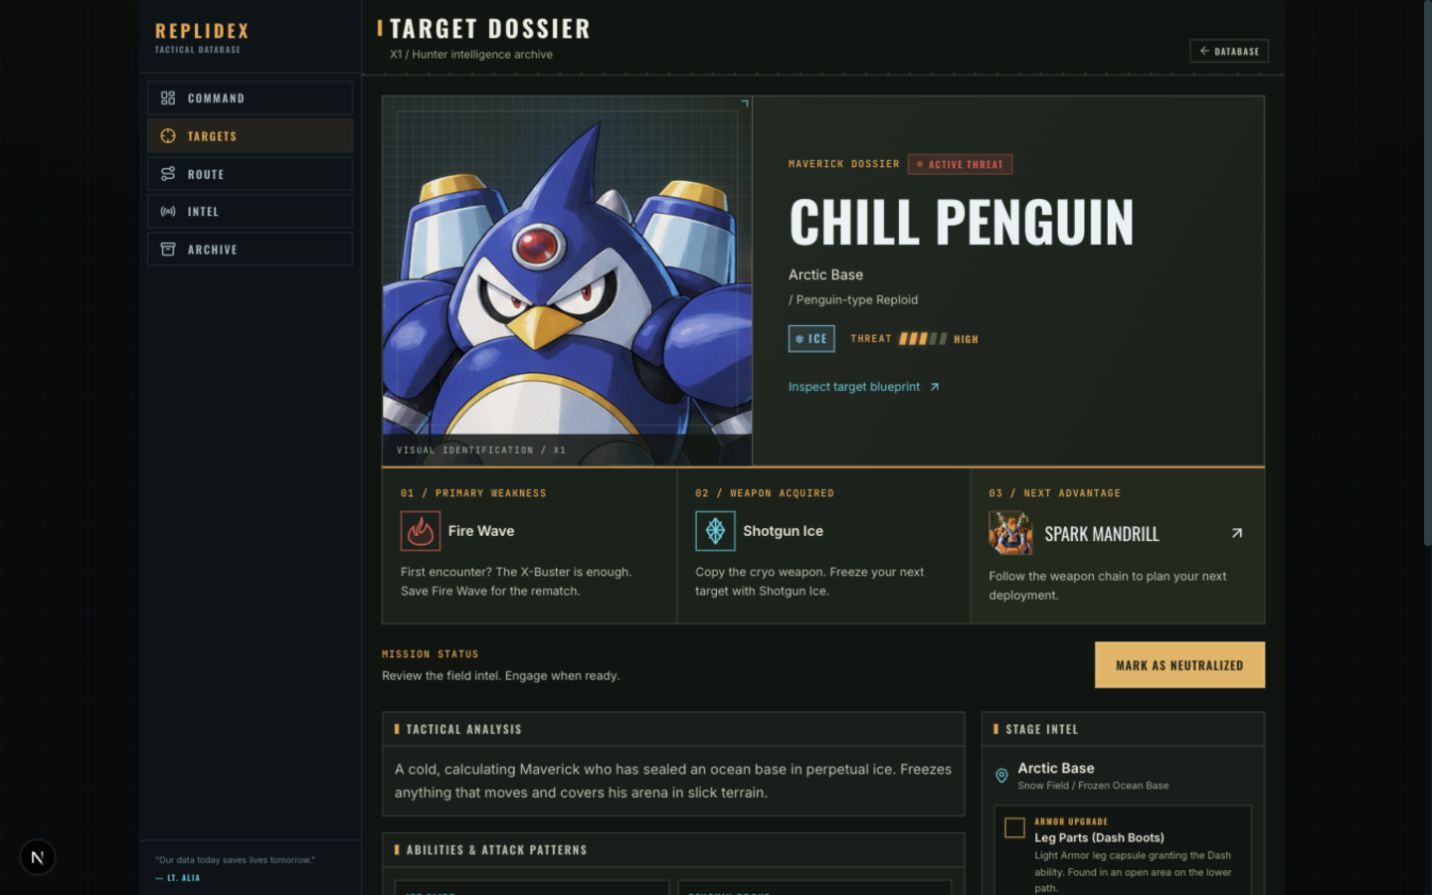 REPLIDEX
TACTICAL DATABASE
COMMAND
TARGETS
ROUTE
INTEL
ARCHIVE
"Our data today saves lives tomorrow."
— LT. ALIA
N
TARGET DOSSIER
X1 / Hunter intelligence archive
← DATABASE
VISUAL IDENTIFICATION / X1
MAVERICK DOSSIER
ACTIVE THREAT
CHILL PENGUIN
Arctic Base
/ Penguin-type Reploid
ICE
THREAT
HIGH
Inspect target blueprint
01 / PRIMARY WEAKNESS
Fire Wave
First encounter? The X-Buster is enough.
Save Fire Wave for the rematch.
02 / WEAPON ACQUIRED
Shotgun Ice
Copy the cryo weapon. Freeze your next
target with Shotgun Ice.
03 / NEXT ADVANTAGE
SPARK MANDRILL
Follow the weapon chain to plan your next
deployment.
MISSION STATUS
Review the field intel. Engage when ready.
MARK AS NEUTRALIZED
TACTICAL ANALYSIS
A cold, calculating Maverick who has sealed an ocean base in perpetual ice. Freezes
anything that moves and covers his arena in slick terrain.
ABILITIES & ATTACK PATTERNS
STAGE INTEL
Arctic Base
Snow Field / Frozen Ocean Base
ARMOR UPGRADE
Leg Parts (Dash Boots)
Light Armor leg capsule granting the Dash
ability. Found in an open area on the lower
path.